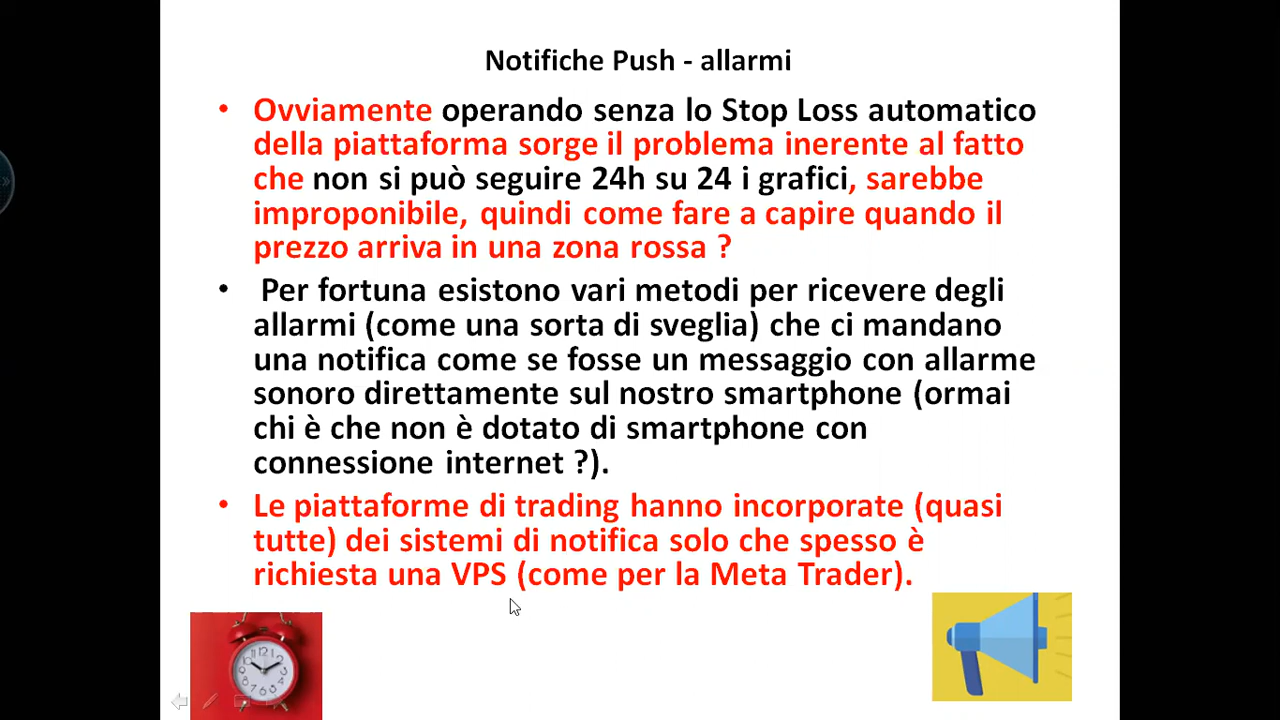 Notifiche Push - allarmi
• Ovviamente operando senza lo Stop Loss automatico
della piattaforma sorge il problema inerente al fatto
che non si può seguire 24h su 24 i grafici, sarebbe
improponibile, quindi come fare a capire quando il
prezzo arriva in una zona rossa ?
• Per fortuna esistono vari metodi per ricevere degli
allarmi (come una sorta di sveglia) che ci mandano
una notifica come se fosse un messaggio con allarme
sonoro direttamente sul nostro smartphone (ormai
chi è che non è dotato di smartphone con
connessione internet ?).
• Le piattaforme di trading hanno incorporate (quasi
tutte) dei sistemi di notifica solo che spesso è
richiesta una VPS (come per la Meta Trader).